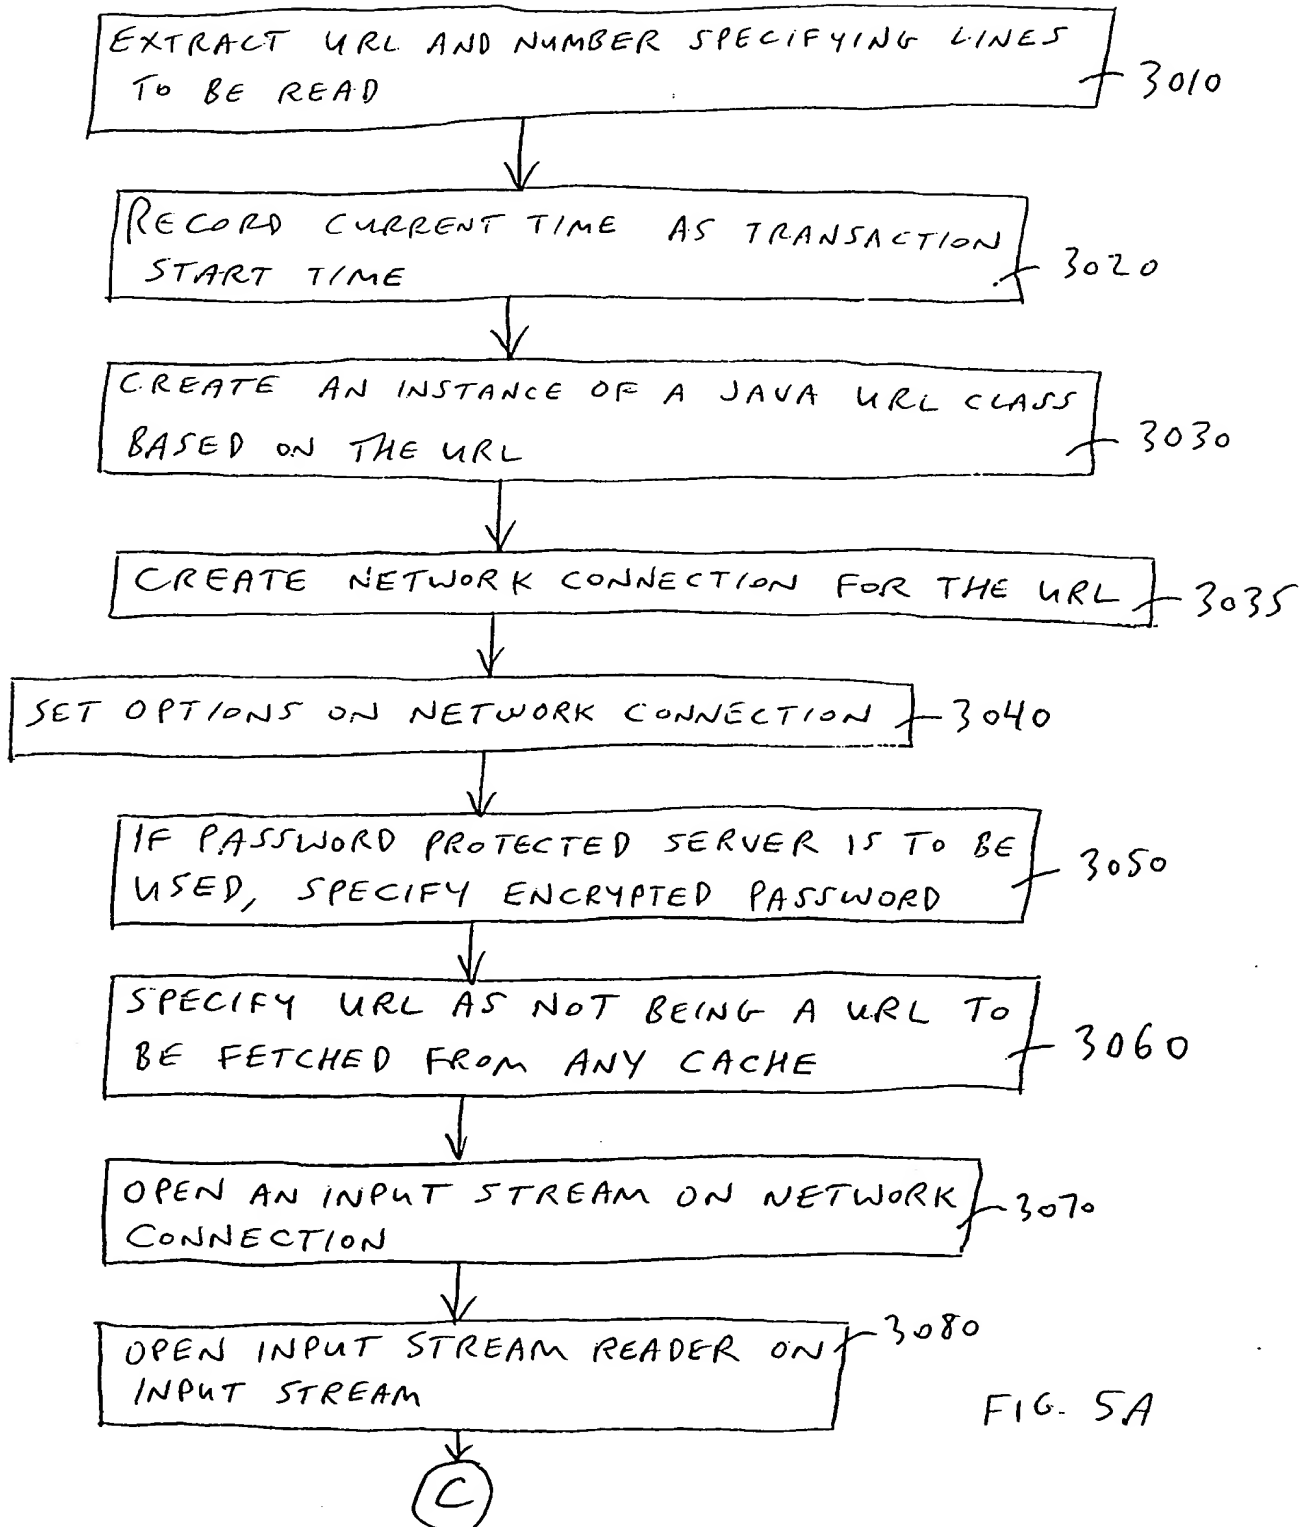 EXTRACT URL AND NUMBER SPECIFYING LINES
TO BE READ
3010
RECORD CURRENT TIME AS TRANSACTION
START TIME
3020
CREATE AN INSTANCE OF A JAVA URL CLASS
BASED ON THE URL
3030
CREATE NETWORK CONNECTION FOR THE URL
3035
SET OPTIONS ON NETWORK CONNECTION
3040
IF PASSWORD PROTECTED SERVER IS TO BE
USED, SPECIFY ENCRYPTED PASSWORD
3050
SPECIFY URL AS NOT BEING A URL TO
BE FETCHED FROM ANY CACHE
3060
OPEN AN INPUT STREAM ON NETWORK
CONNECTION
3070
OPEN INPUT STREAM READER ON
INPUT STREAM
3080
FIG. 5A
C